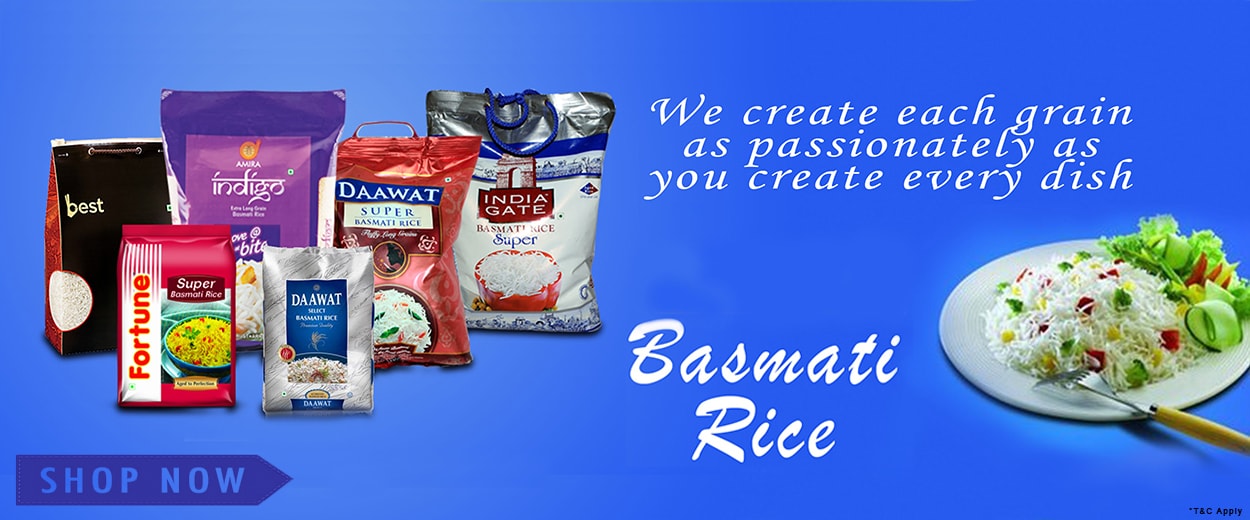 We create each grain
as passionately as
you create every dish
best
AMIRA
indigo
Extra Long Grain
Basmati Rice
bite
Fortune
Super
Basmati Rice
Aged to Perfection
DAAWAT
SELECT
BASMATI RICE
DAAWAT
DAAWAT
SUPER
BASMATI RICE
Fluffy Long Grains
INDIA
GATE
BASMATI RICE
Super
Basmati
Rice
SHOP NOW
*T&C Apply